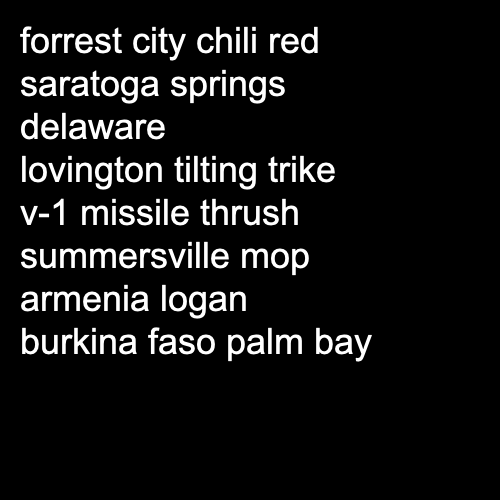 forrest city chili red
saratoga springs
delaware
lovington tilting trike
v-1 missile thrush
summersville mop
armenia logan
burkina faso palm bay